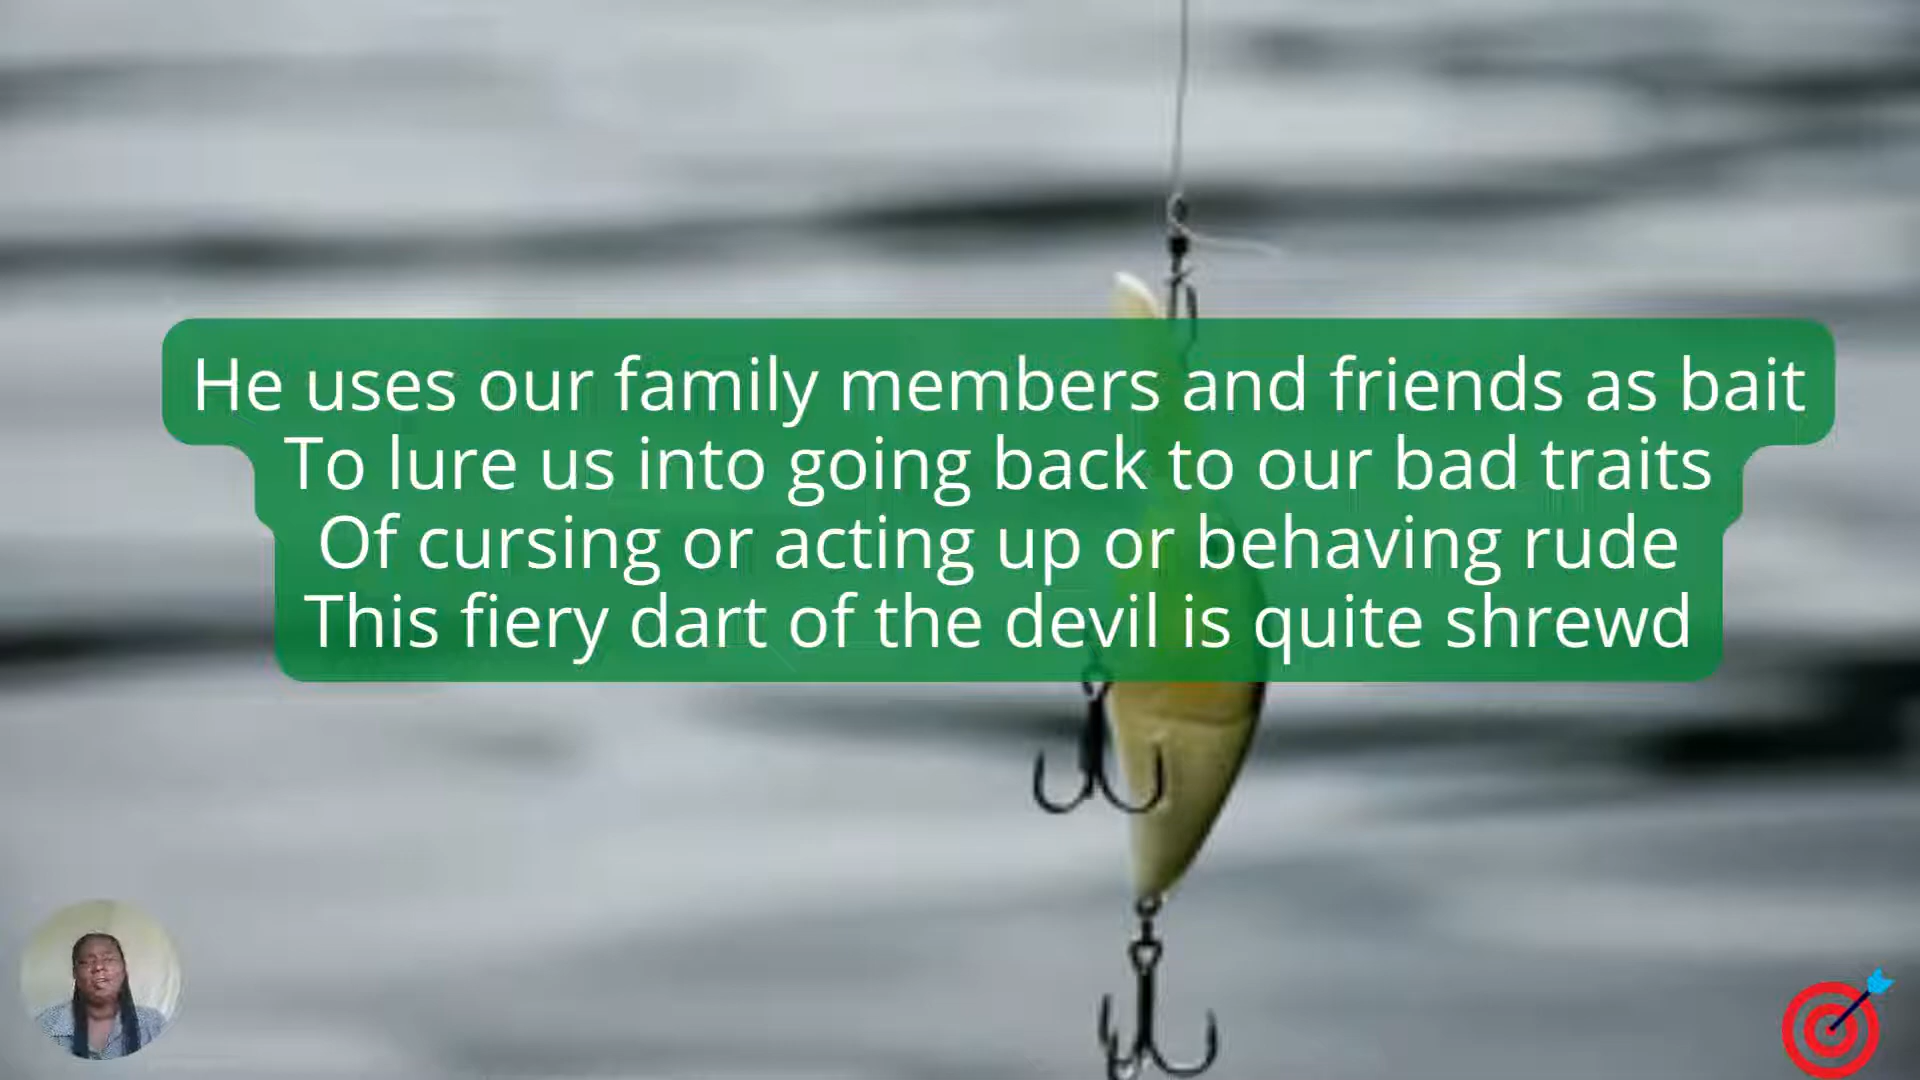 He uses our family members and friends as bait
To lure us into going back to our bad traits
Of cursing or acting up or behaving rude
This fiery dart of the devil is quite shrewd